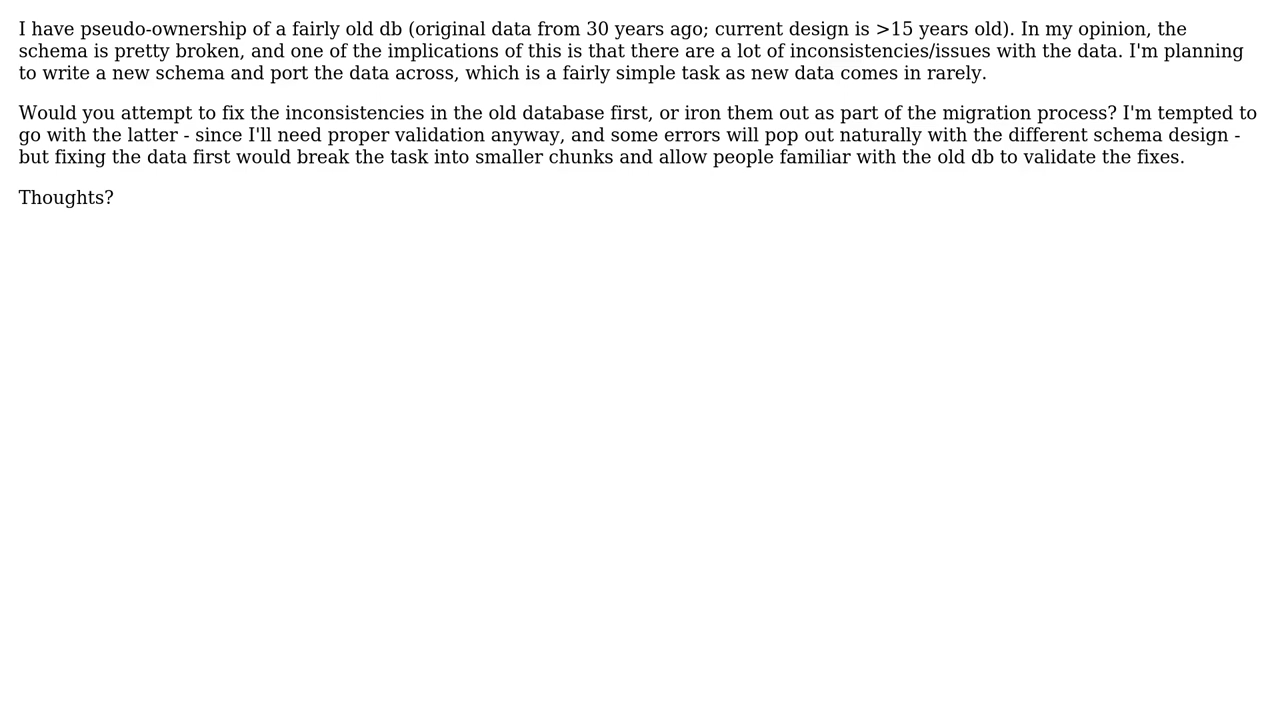 I have pseudo-ownership of a fairly old db (original data from 30 years ago; current design is >15 years old). In my opinion, the
schema is pretty broken, and one of the implications of this is that there are a lot of inconsistencies/issues with the data. I'm planning
to write a new schema and port the data across, which is a fairly simple task as new data comes in rarely.
Would you attempt to fix the inconsistencies in the old database first, or iron them out as part of the migration process? I'm tempted to
go with the latter - since I'll need proper validation anyway, and some errors will pop out naturally with the different schema design -
but fixing the data first would break the task into smaller chunks and allow people familiar with the old db to validate the fixes.
Thoughts?